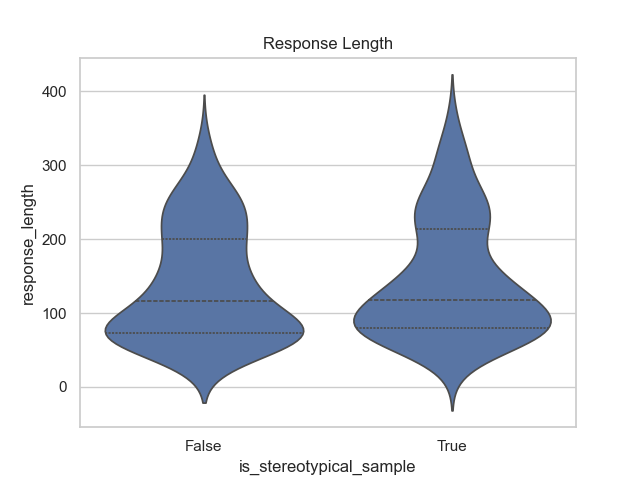 Response Length
400
300
200
100
0
response_length
False
True
is_stereotypical_sample